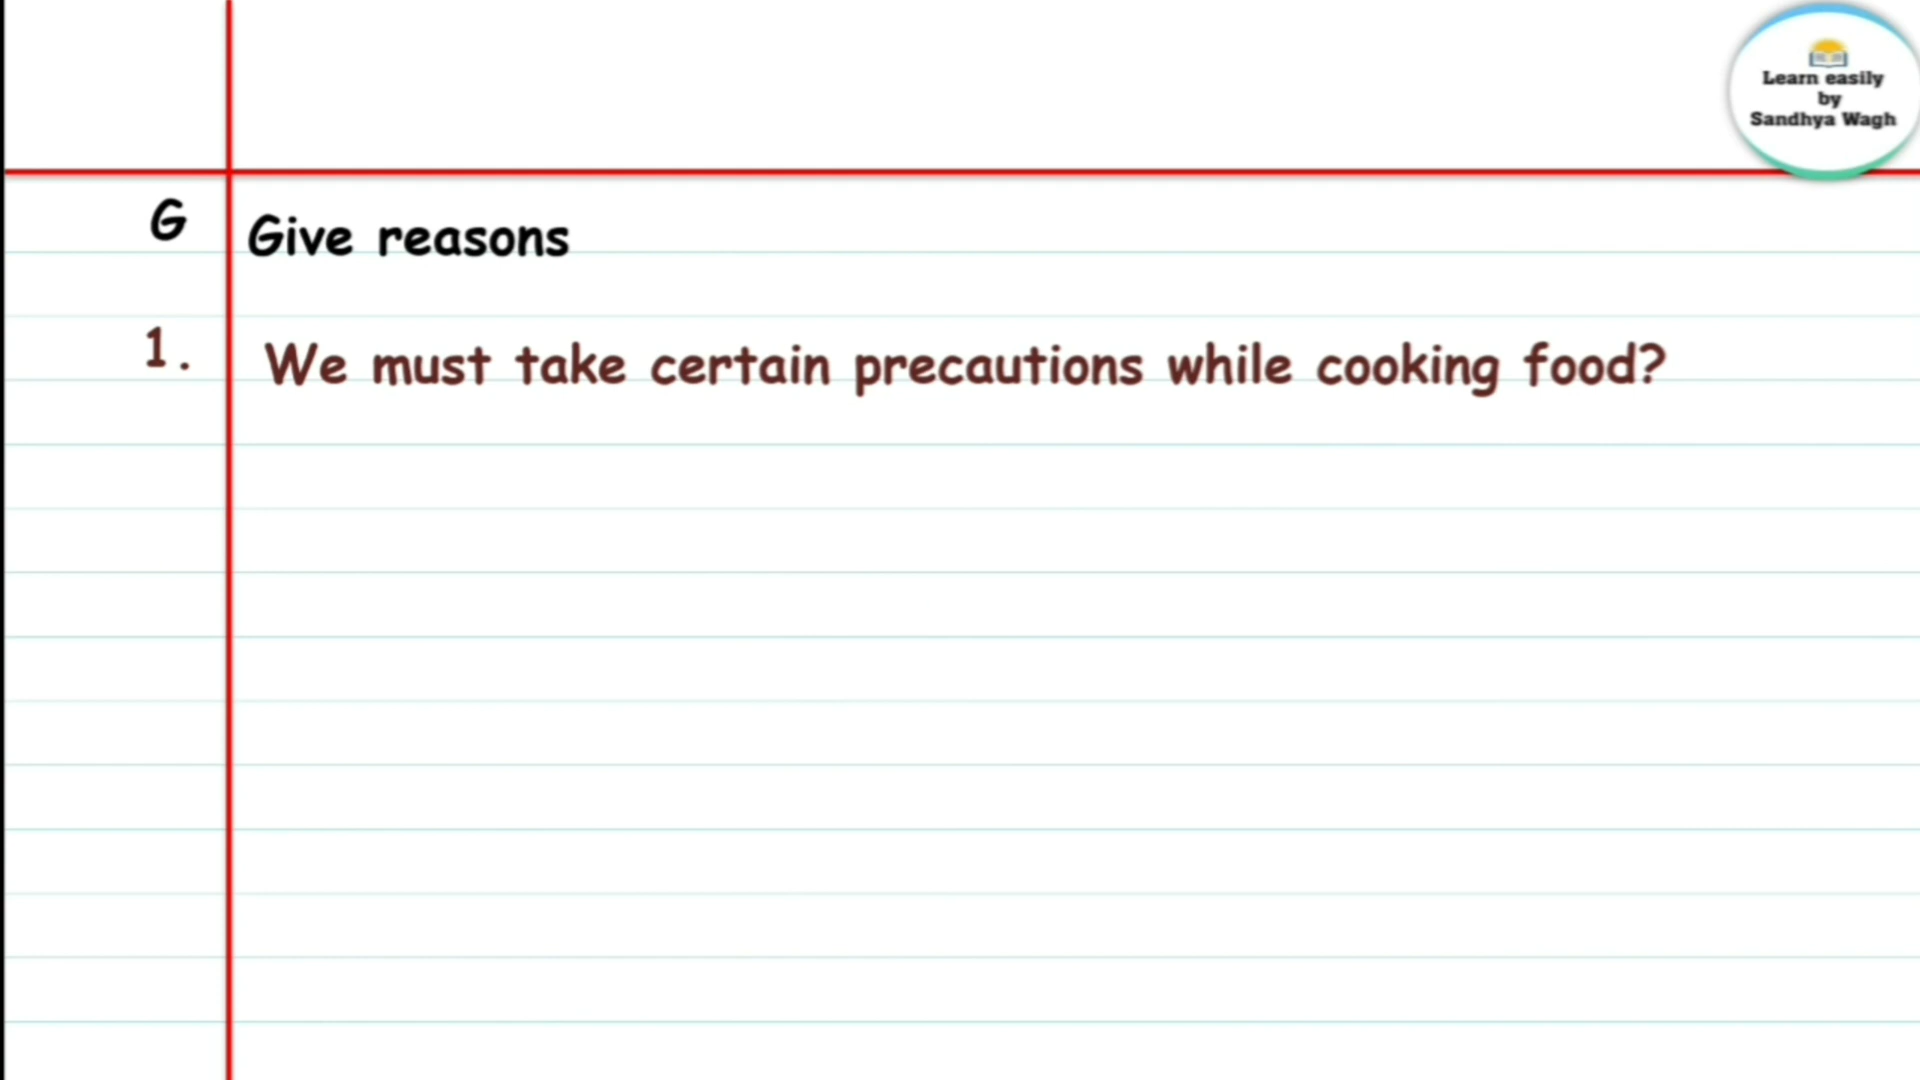 Learn easily
by
Sandhya Wagh
G Give reasons
1. We must take certain precautions while cooking food?